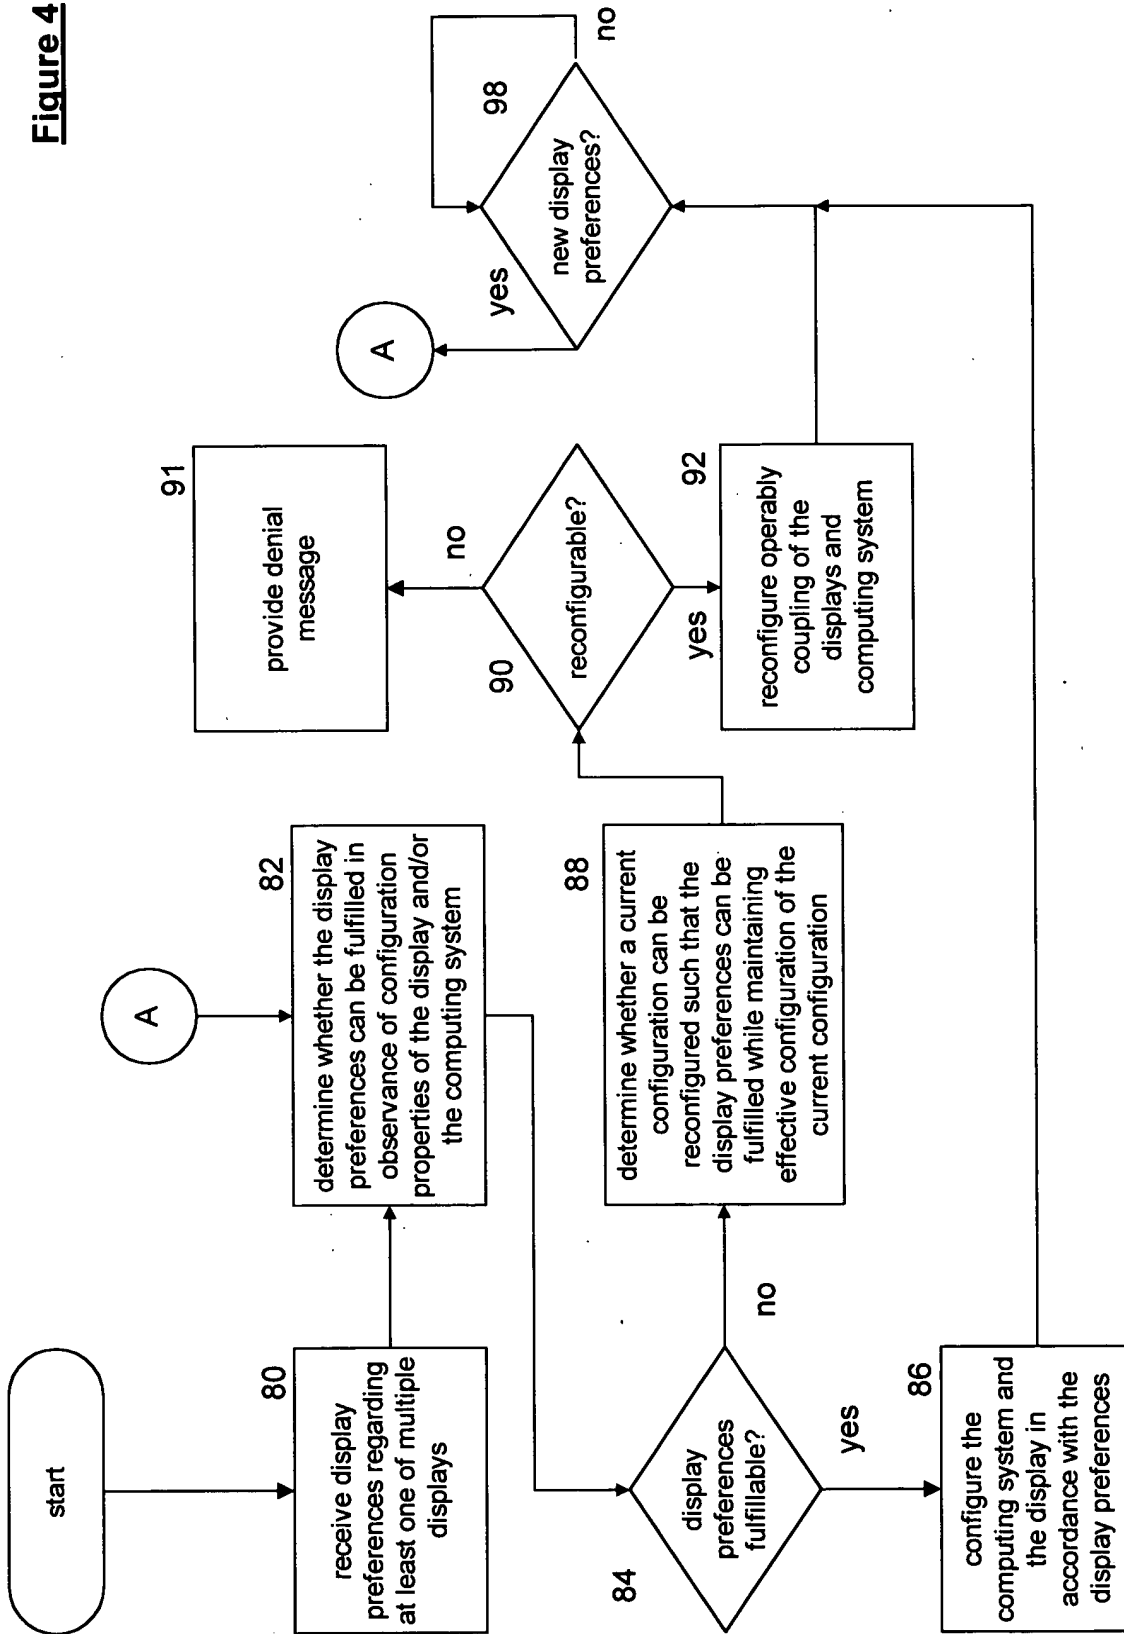 Figure 4
start
80
receive display
preferences regarding
at least one of multiple
displays
A
82
determine whether the display
preferences can be fulfilled in
observance of configuration
properties of the display and/or
the computing system
84
display
preferences
fulfillable?
no
yes
86
configure the
computing system and
the display in
accordance with the
display preferences
88
determine whether a current
configuration can be
reconfigured such that the
display preferences can be
fulfilled while maintaining
effective configuration of the
current configuration
90
reconfigurable?
no
yes
91
provide denial
message
92
reconfigure operably
coupling of the
displays and
computing system
98
new display
preferences?
no
yes
A